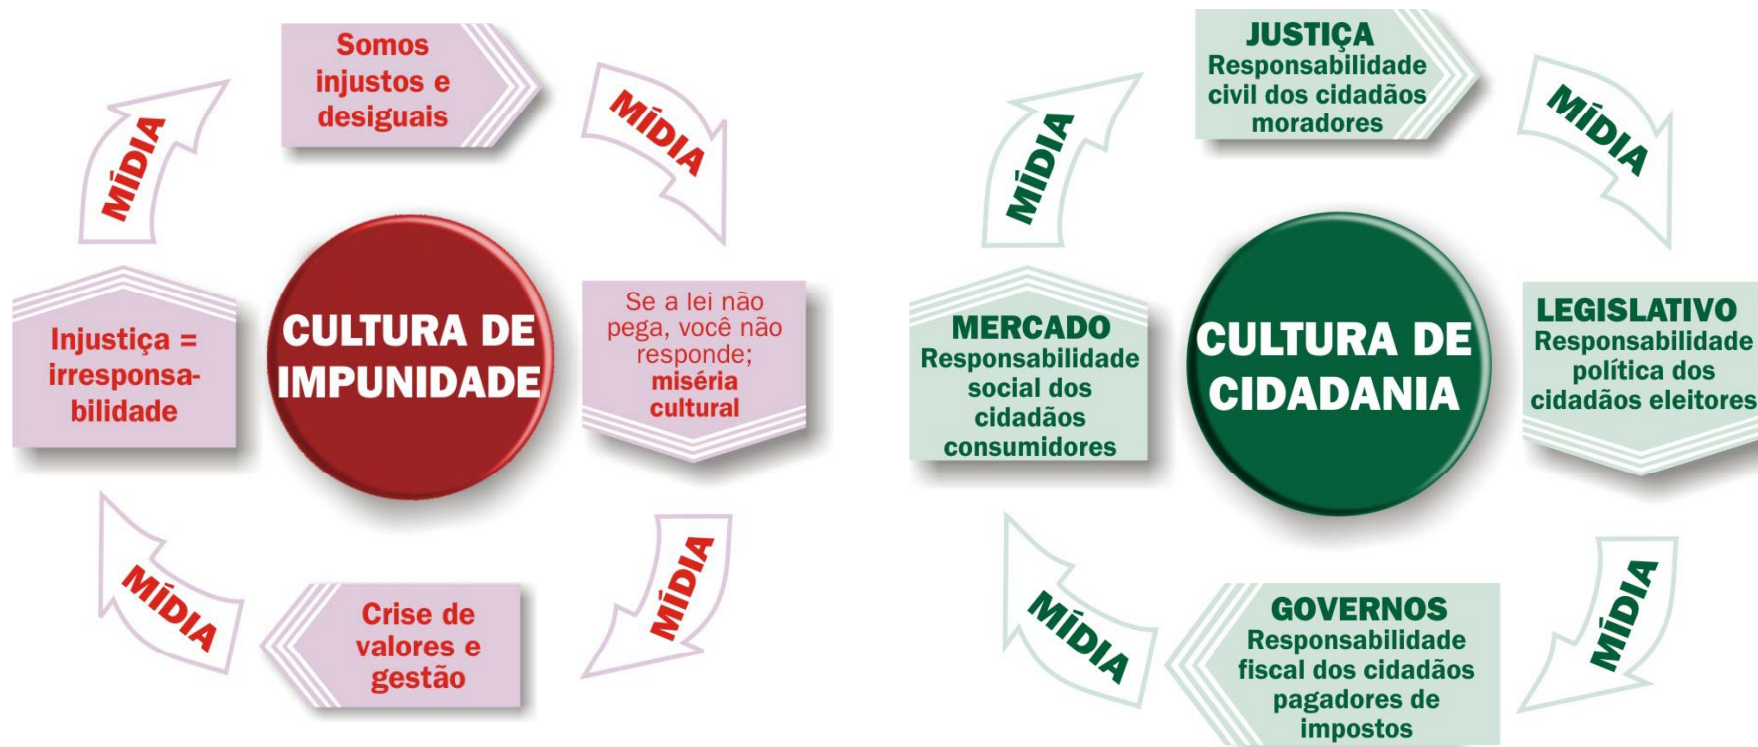 Somos
injustos e
desiguais
MÍDIA
Se a lei não
pega, você não
responde;
miséria
cultural
MÍDIA
Crise de
valores e
gestão
MÍDIA
Injustiça =
irresponsa-
bilidade
MÍDIA
CULTURA DE
IMPUNIDADE
JUSTIÇA
Responsabilidade
civil dos cidadãos
moradores
MÍDIA
LEGISLATIVO
Responsabilidade
política dos
cidadãos eleitores
MÍDIA
GOVERNOS
Responsabilidade
fiscal dos cidadãos
pagadores de
impostos
MÍDIA
MERCADO
Responsabilidade
social dos
cidadãos
consumidores
MÍDIA
CULTURA DE
CIDADANIA